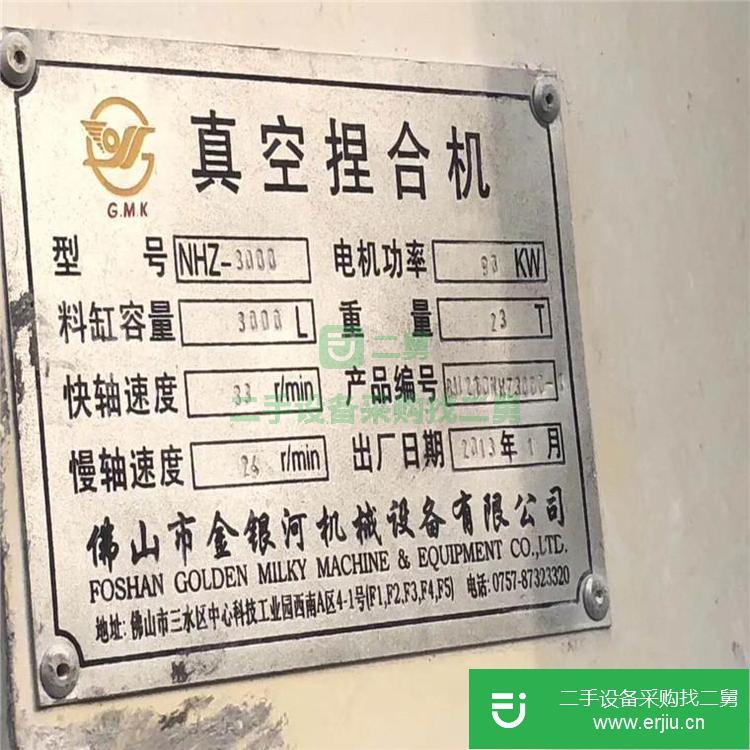 G.M.K
真空捏合机
型 号 NHZ-3000 电机功率 90 KW
料缸容量 3000 L 重 量 23 T
快轴速度 33 r/min 产品编号
慢轴速度 24 r/min 出厂日期 2013年1月
佛山市金银河机械设备有限公司
FOSHAN GOLDEN MILKY MACHINE & EQUIPMENT CO.,LTD.
地址: 佛山市三水区中心科技工业园西南A区4-1号(F1,F2,F3,F4,F5) 电话: 0757-87323320
二舅
二手设备采购找二舅
二手设备采购找二舅
www.erjiu.cn